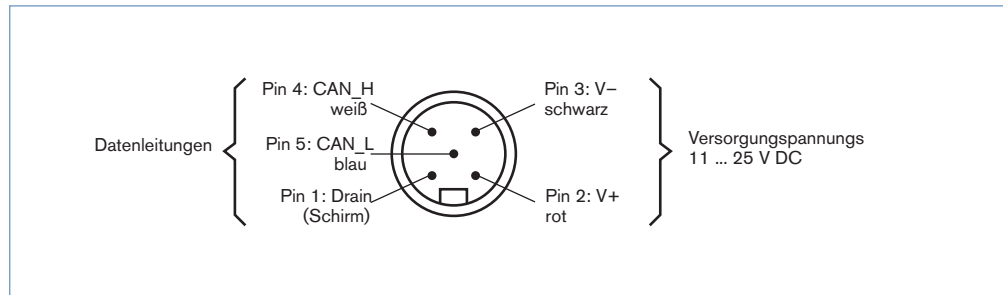 Pin 4: CAN_H
weiß
Pin 3: V–
schwarz
Datenleitungen
Pin 5: CAN_L
blau
Versorgungspannungs
11 ... 25 V DC
Pin 1: Drain
(Schirm)
Pin 2: V+
rot